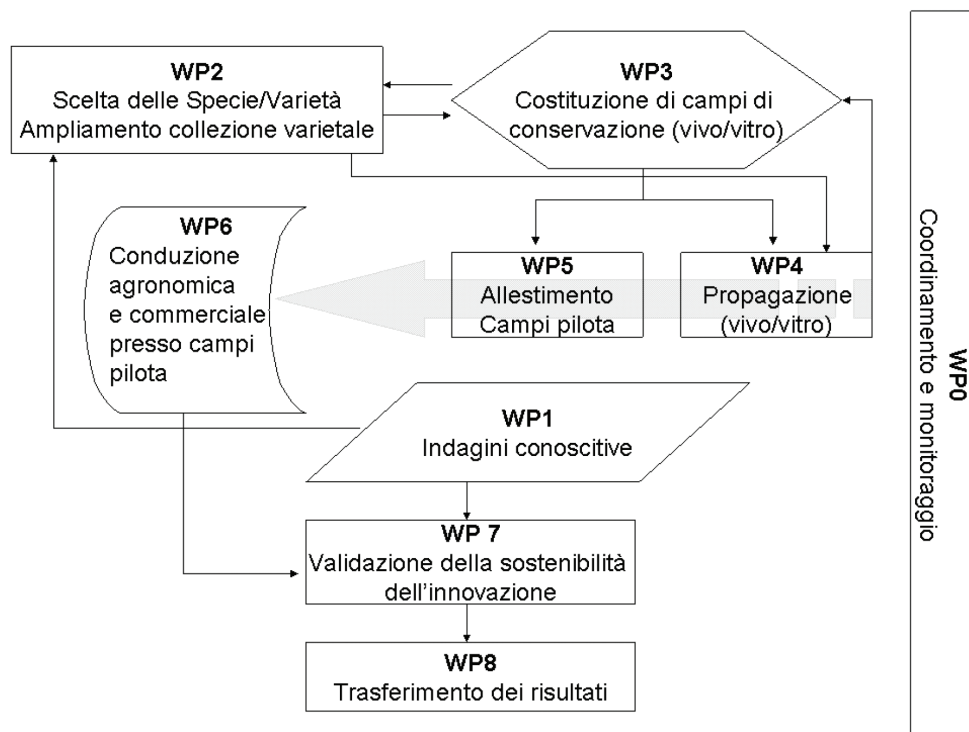 WP2
Scelta delle Specie/Varietà
Ampliamento collezione varietale
WP3
Costituzione di campi di
conservazione (vivo/vitro)
WP6
Conduzione
agronomica
e commerciale
presso campi
pilota
WP5
Allestimento
Campi pilota
WP4
Propagazione
(vivo/vitro)
WP1
Indagini conoscitive
WP 7
Validazione della sostenibilità
dell'innovazione
WP8
Trasferimento dei risultati
WP0
Coordinamento e monitoraggio